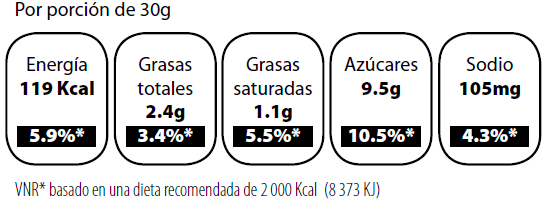 Por porción de 30g
Energía
119 Kcal
5.9%*
Grasas
totales
2.4g
3.4%*
Grasas
saturadas
1.1g
5.5%*
Azúcares
9.5g
10.5%*
Sodio
105mg
4.3%*
VNR* basado en una dieta recomendada de 2 000 Kcal (8 373 KJ)